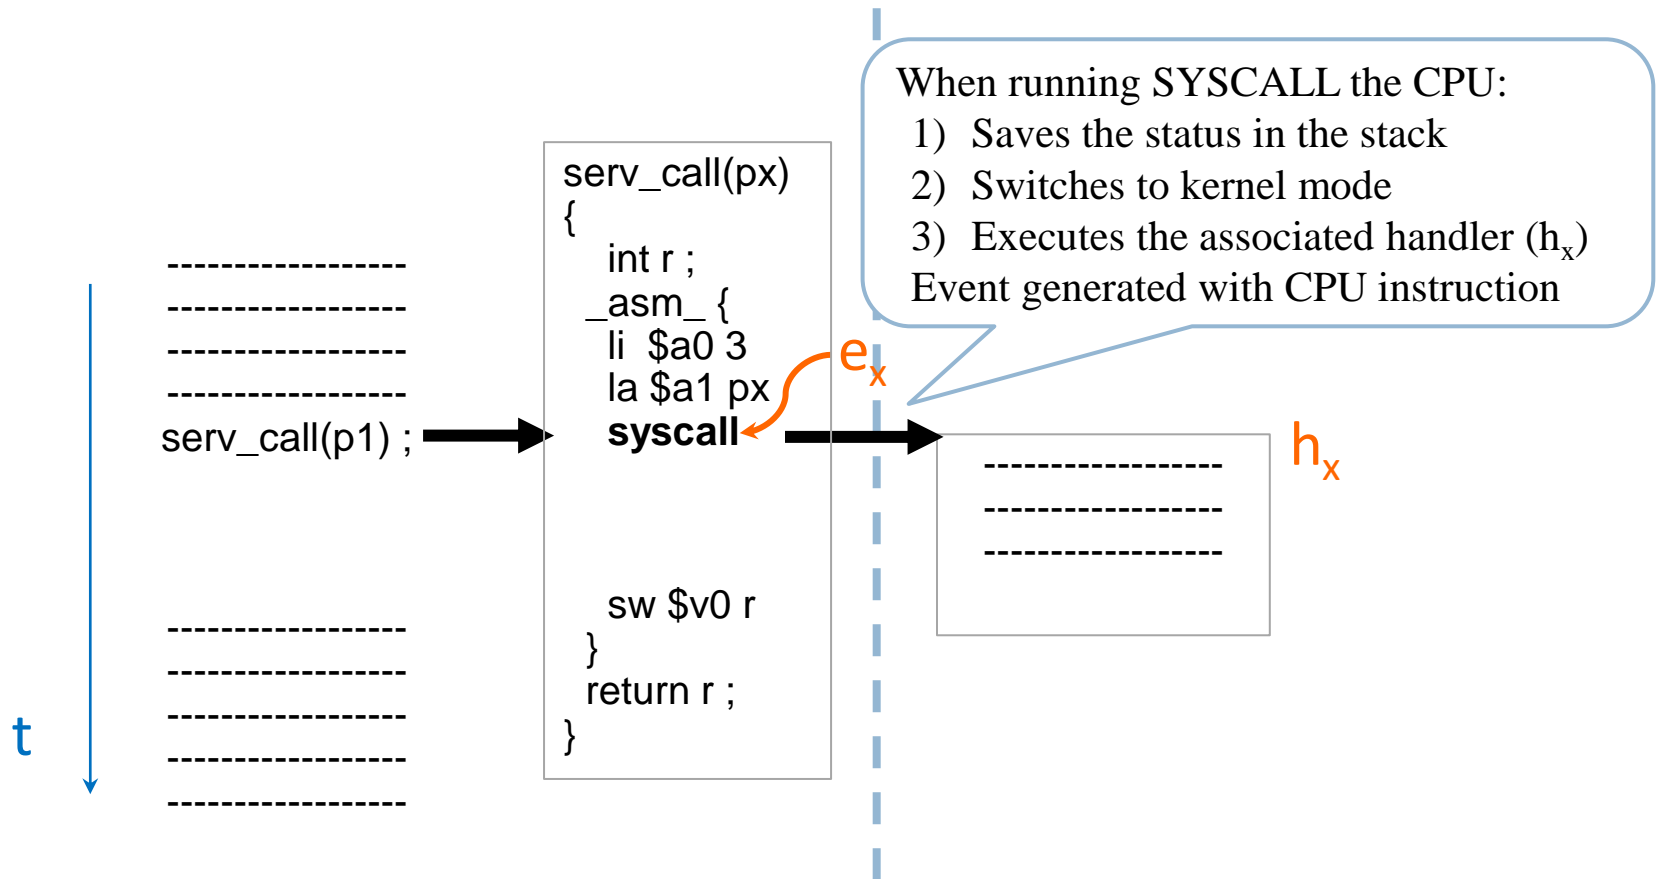 When running SYSCALL the CPU:
1) Saves the status in the stack
2) Switches to kernel mode
3) Executes the associated handler (hx)
Event generated with CPU instruction
------------------
------------------
------------------
------------------
serv_call(p1) ;
------------------
------------------
------------------
------------------
------------------
t
serv_call(px)
{
int r ;
_asm_ {
li $a0 3
la $a1 px
syscall
sw $v0 r
}
return r ;
}
ex
------------------
------------------
------------------
hx